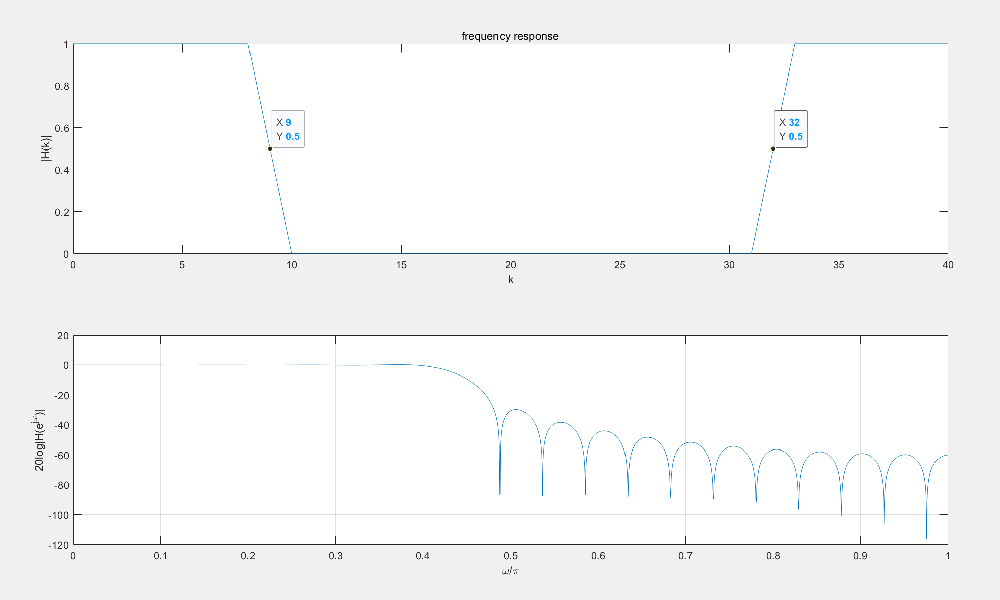 frequency response
1
0.8
0.6
0.4
0.2
0
|H(k)|
X 9
Y 0.5
X 32
Y 0.5
0 5 10 15 20 25 30 35 40
k
20
0
-20
-40
-60
-80
-100
-120
20log|H(e^jω)|
0 0.1 0.2 0.3 0.4 0.5 0.6 0.7 0.8 0.9 1
ω/π